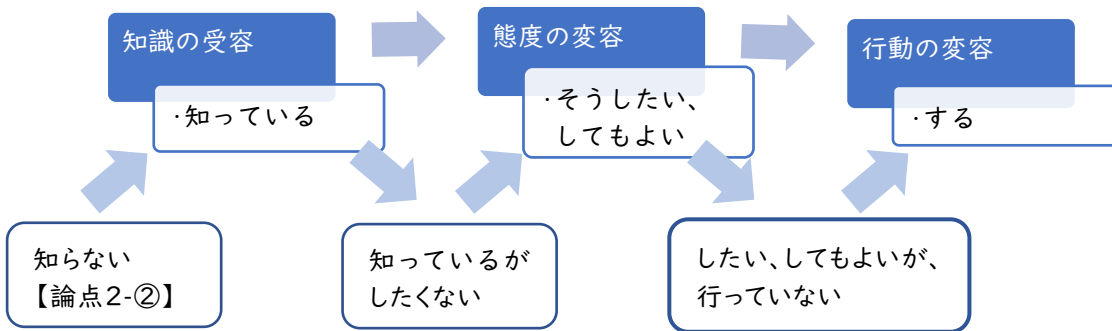 知識の受容
・知っている
態度の変容
・そうしたい、
してもよい
行動の変容
・する
知らない
【論点2-②】
知っているが
したくない
したい、してもよいが、
行っていない